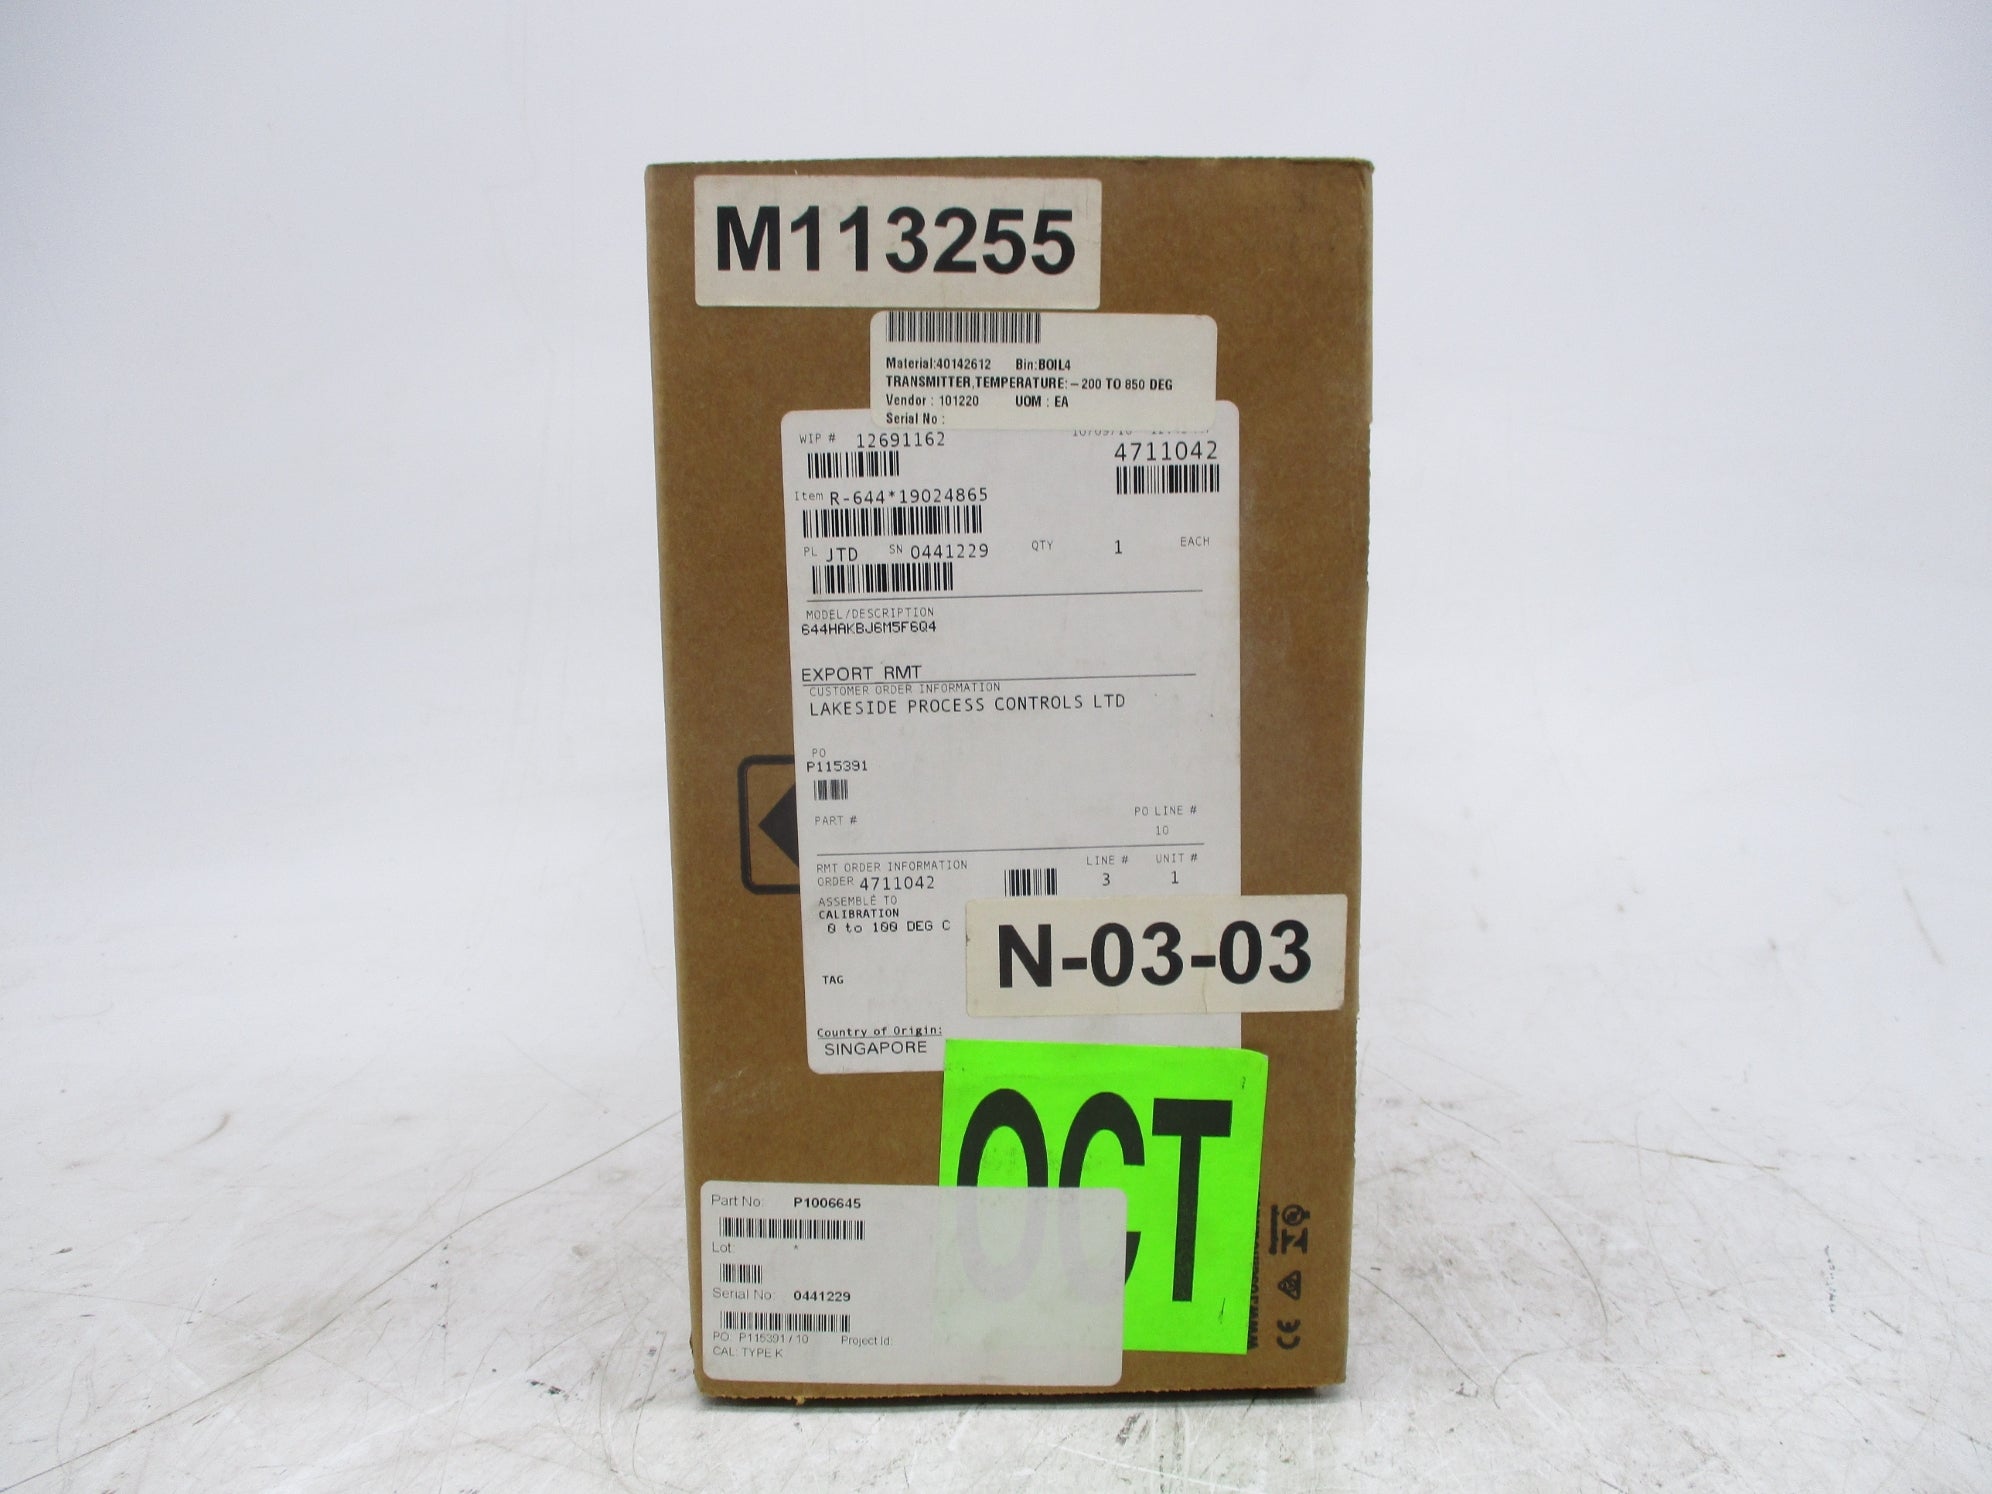 M113255
Material:40142612 Bin:BOIL4
TRANSMITTER,TEMPERATURE:-200 TO 850 DEG
Vendor : 101220 UOM : EA
Serial No :
WIP # 12691162
4711042
Item R-644*19024865
PL JTD SN 0441229 QTY 1 EACH
MODEL/DESCRIPTION
644HAKBJ6M5F6Q4
EXPORT RMT
CUSTOMER ORDER INFORMATION
LAKESIDE PROCESS CONTROLS LTD
PO
P115391
PO LINE #
PART #
10
RMT ORDER INFORMATION LINE # UNIT #
ORDER 4711042 3 1
ASSEMBLE TO
CALIBRATION
0 to 100 DEG C
N-03-03
TAG
Country of Origin:
SINGAPORE
OCT
Part No: P1006645
Lot *
Serial No: 0441229
PO: P115391 / 10 Project Id:
CAL: TYPE K
CE